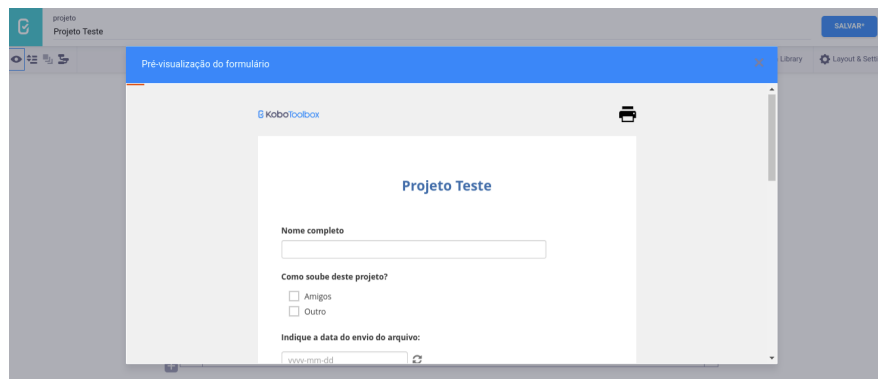 projeto
Projeto Teste
SALVAR*
Library
Layout & Setti
Pré-visualização do formulário
KoboToolbox
Projeto Teste
Nome completo
Como soube deste projeto?
Amigos
Outro
Indique a data do envio do arquivo:
yyyy-mm-dd